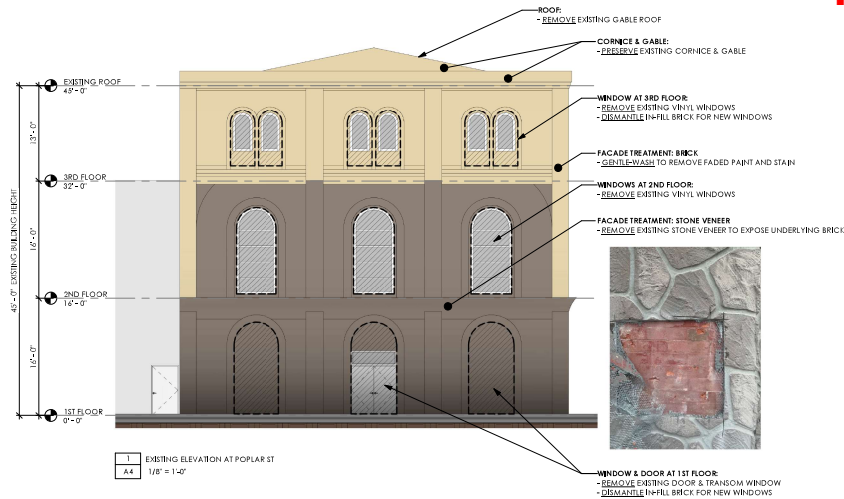 ROOF:
- REMOVE EXISTING GABLE ROOF
CORNICE & GABLE:
- PRESERVE EXISTING CORNICE & GABLE
EXISTING ROOF
45' - 0"
WINDOW AT 3RD FLOOR:
- REMOVE EXISTING VINYL WINDOWS
- DISMANTLE IN-FILL BRICK FOR NEW WINDOWS
13' - 0"
FACADE TREATMENT: BRICK
- GENTLE-WASH TO REMOVE FADED PAINT AND STAIN
3RD FLOOR
32' - 0"
WINDOWS AT 2ND FLOOR:
- REMOVE EXISTING VINYL WINDOWS
FACADE TREATMENT: STONE VENEER
- REMOVE EXISTING STONE VENEER TO EXPOSE UNDERLYING BRICK
45' - 0" EXISTING BUILDING HEIGHT
16' - 0"
2ND FLOOR
16' - 0"
16' - 0"
1ST FLOOR
0' - 0"
1 EXISTING ELEVATION AT POPLAR ST
A4 1/8" = 1'-0"
WINDOW & DOOR AT 1ST FLOOR:
- REMOVE EXISTING DOOR & TRANSOM WINDOW
- DISMANTLE IN-FILL BRICK FOR NEW WINDOWS